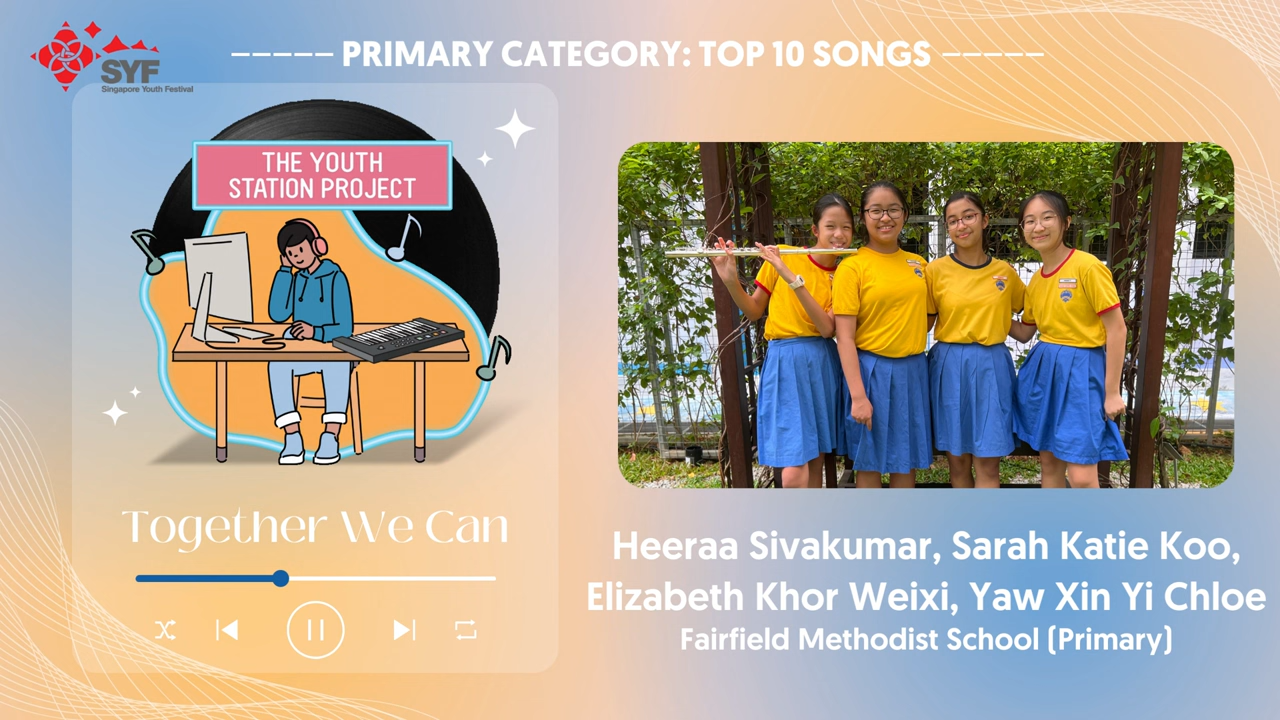 SYF
Singapore Youth Festival
————— PRIMARY CATEGORY: TOP 10 SONGS —————
THE YOUTH
STATION PROJECT
Together We Can
Heeraa Sivakumar, Sarah Katie Koo,
Elizabeth Khor Weixi, Yaw Xin Yi Chloe
Fairfield Methodist School (Primary)